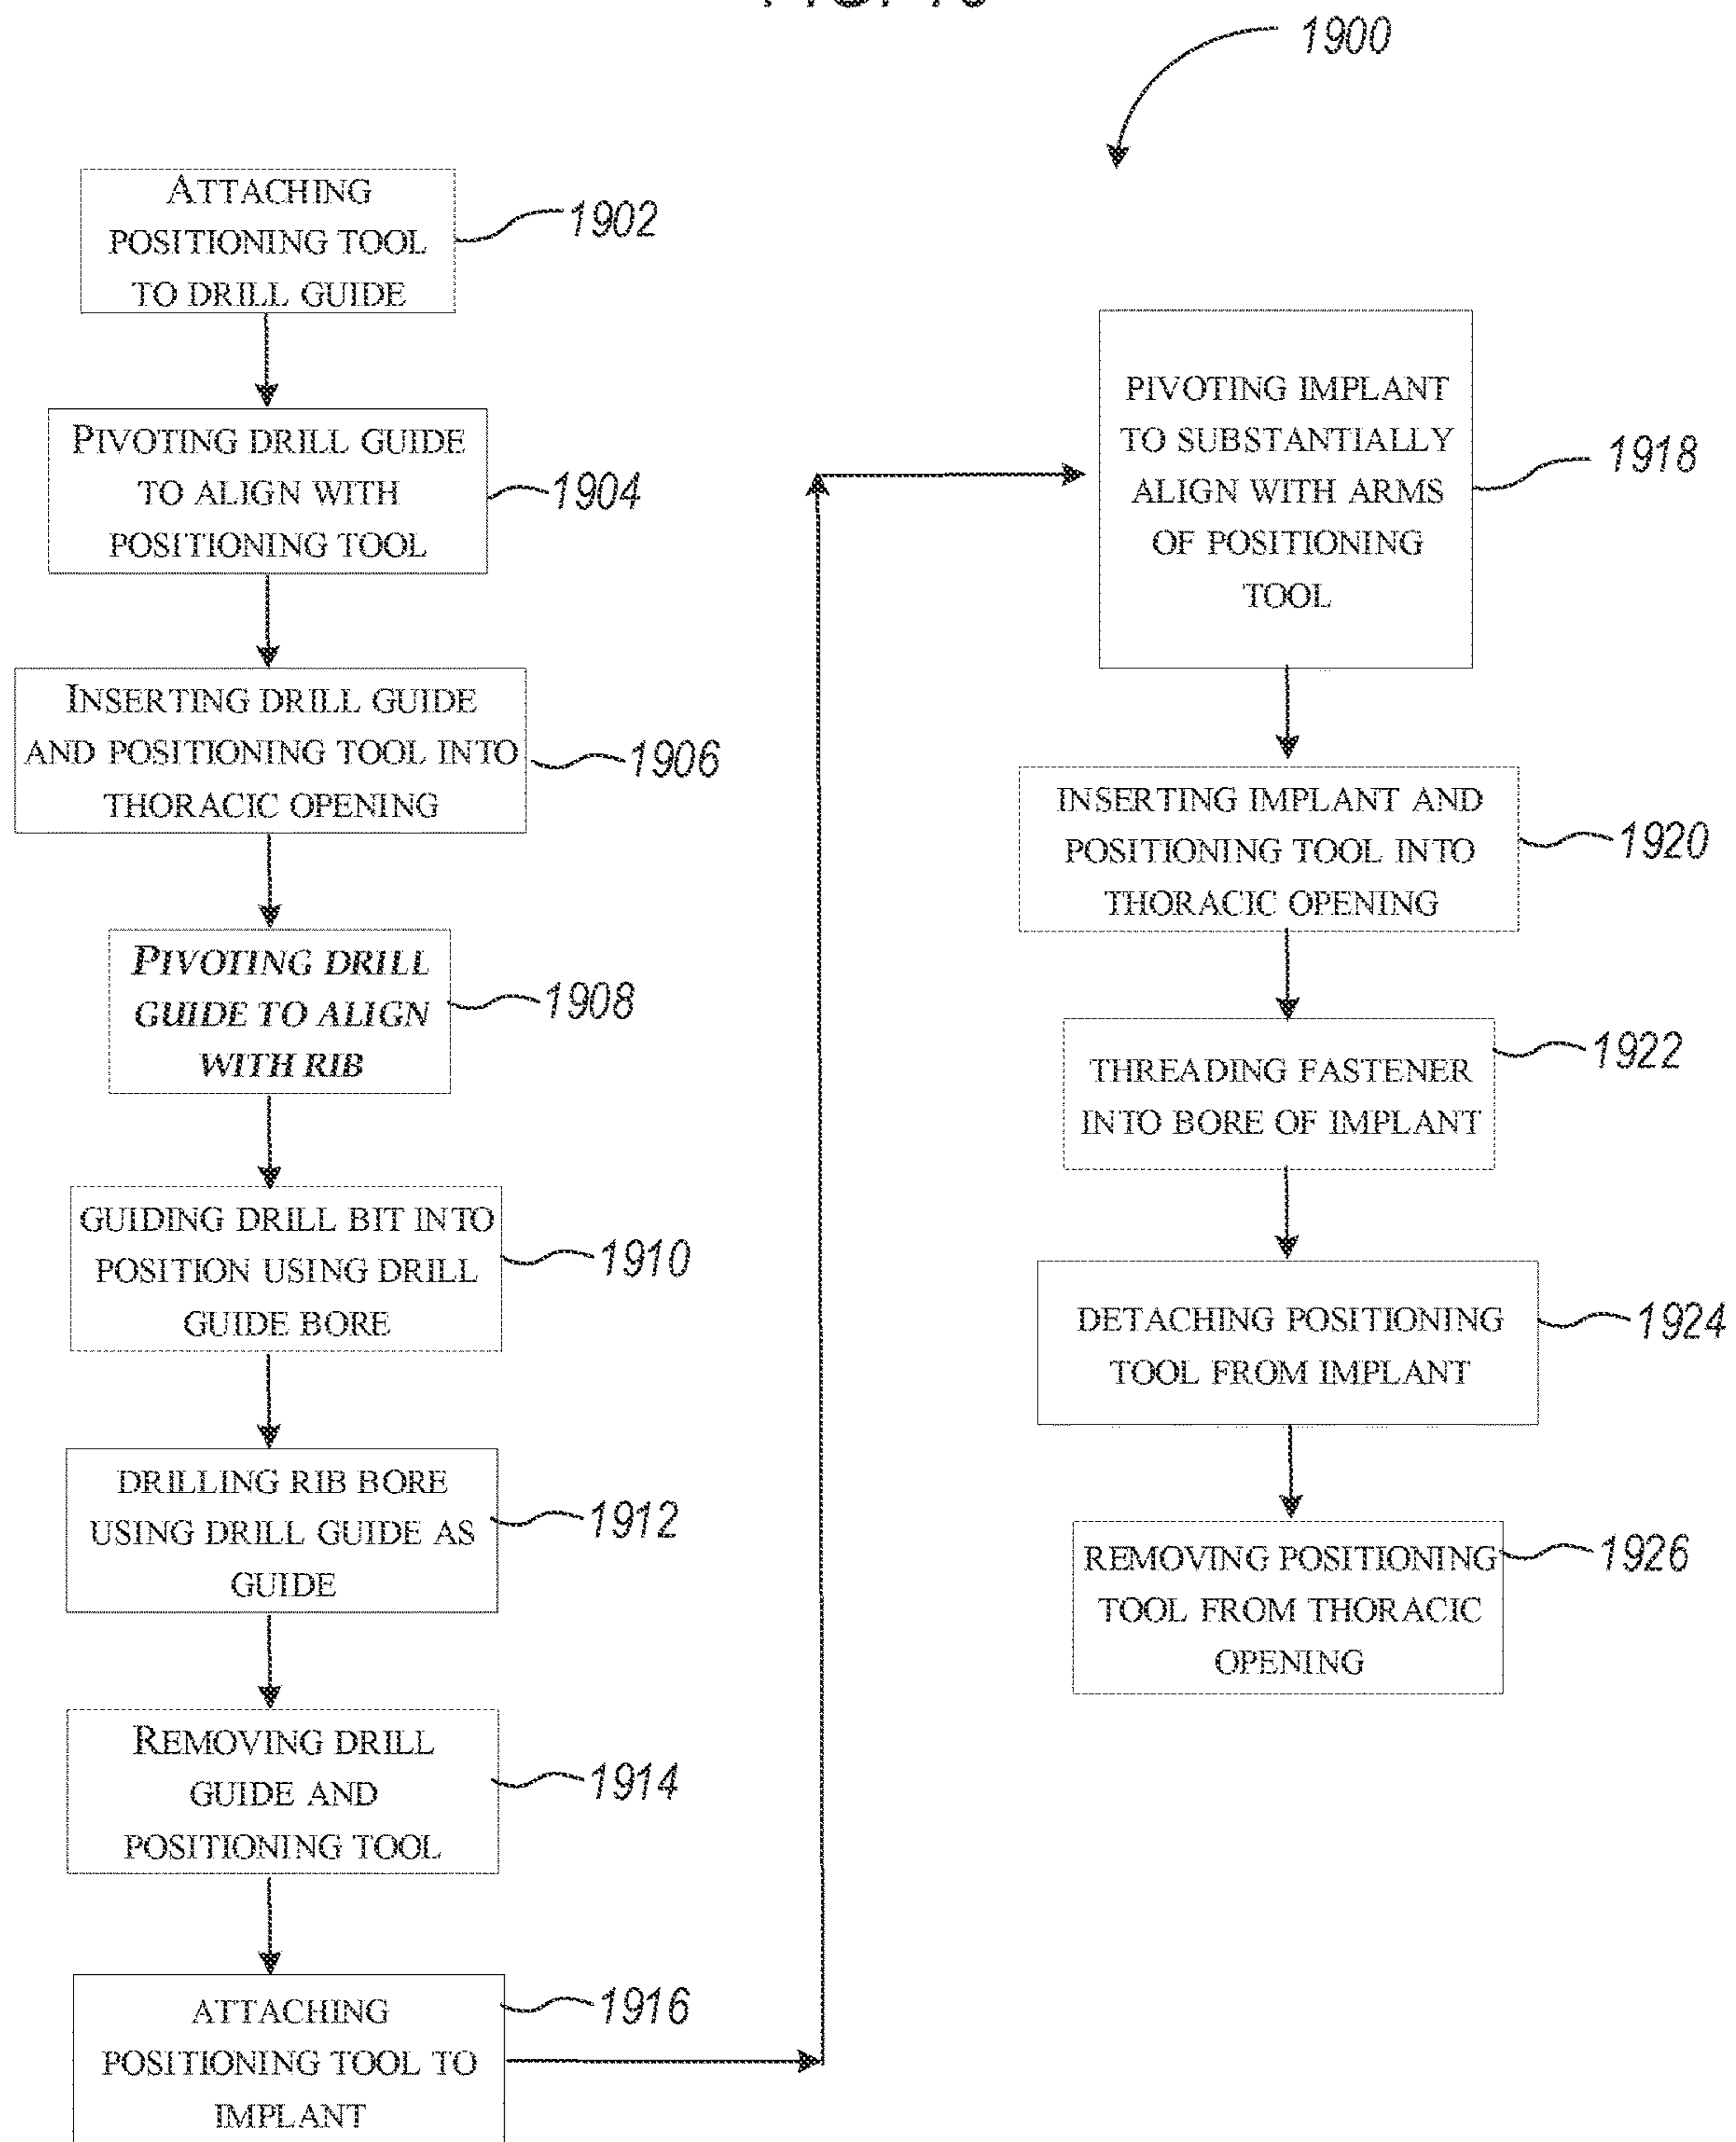 1900
ATTACHING
POSITIONING TOOL
TO DRILL GUIDE
1902
PIVOTING DRILL GUIDE
TO ALIGN WITH
POSITIONING TOOL
1904
INSERTING DRILL GUIDE
AND POSITIONING TOOL INTO
THORACIC OPENING
1906
PIVOTING DRILL
GUIDE TO ALIGN
WITH RIB
1908
GUIDING DRILL BIT INTO
POSITION USING DRILL
GUIDE BORE
1910
DRILLING RIB BORE
USING DRILL GUIDE AS
GUIDE
1912
REMOVING DRILL
GUIDE AND
POSITIONING TOOL
1914
ATTACHING
POSITIONING TOOL TO
IMPLANT
1916
PIVOTING IMPLANT
TO SUBSTANTIALLY
ALIGN WITH ARMS
OF POSITIONING
TOOL
1918
INSERTING IMPLANT AND
POSITIONING TOOL INTO
THORACIC OPENING
1920
THREADING FASTENER
INTO BORE OF IMPLANT
1922
DETACHING POSITIONING
TOOL FROM IMPLANT
1924
REMOVING POSITIONING
TOOL FROM THORACIC
OPENING
1926